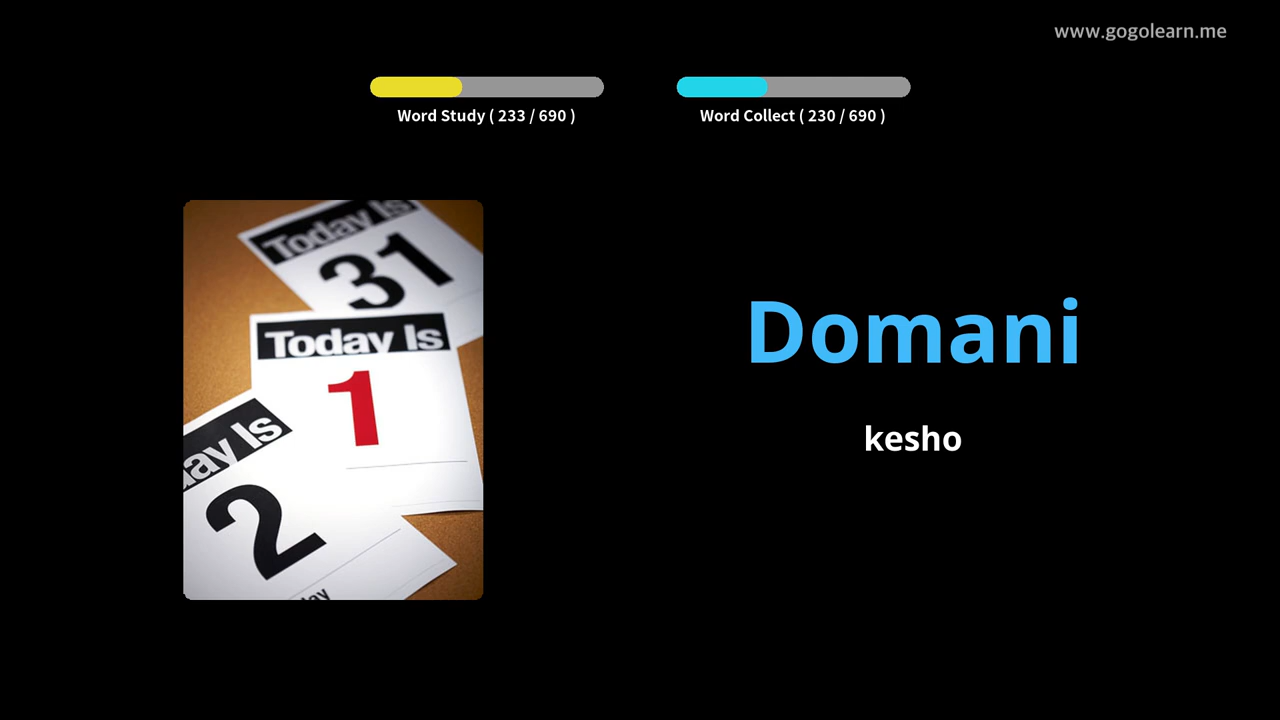 www.gogolearn.me
Word Study ( 233 / 690 )
Word Collect ( 230 / 690 )
Today Is
31
Today Is
1
ay Is
2
ay
Domani
kesho